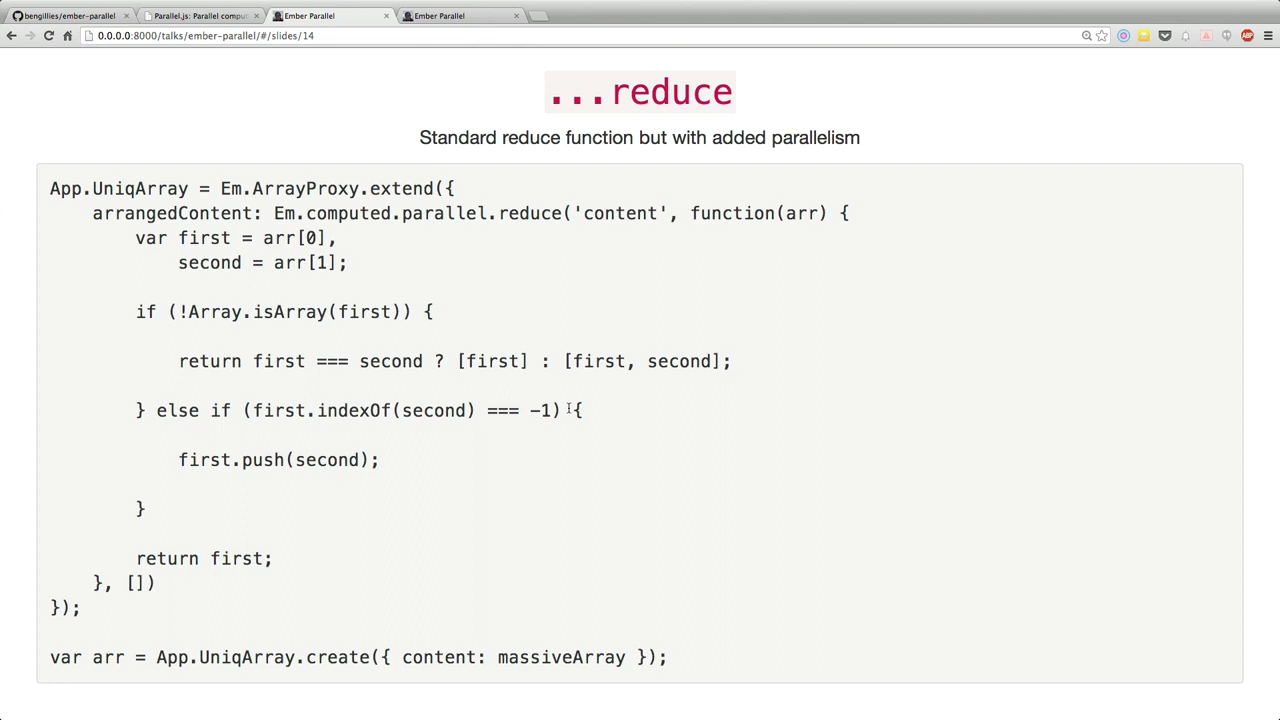 bengillies/ember-parallel
Parallel.js: Parallel comput
Ember Parallel
Ember Parallel
0.0.0.0:8000/talks/ember-parallel/#/slides/14
ABP
...reduce
Standard reduce function but with added parallelism
App.UniqArray = Em.ArrayProxy.extend({
    arrangedContent: Em.computed.parallel.reduce('content', function(arr) {
        var first = arr[0],
            second = arr[1];
        if (!Array.isArray(first)) {
            return first === second ? [first] : [first, second];
        } else if (first.indexOf(second) === -1) {
            first.push(second);
        }
        return first;
    }, [])
});
var arr = App.UniqArray.create({ content: massiveArray });